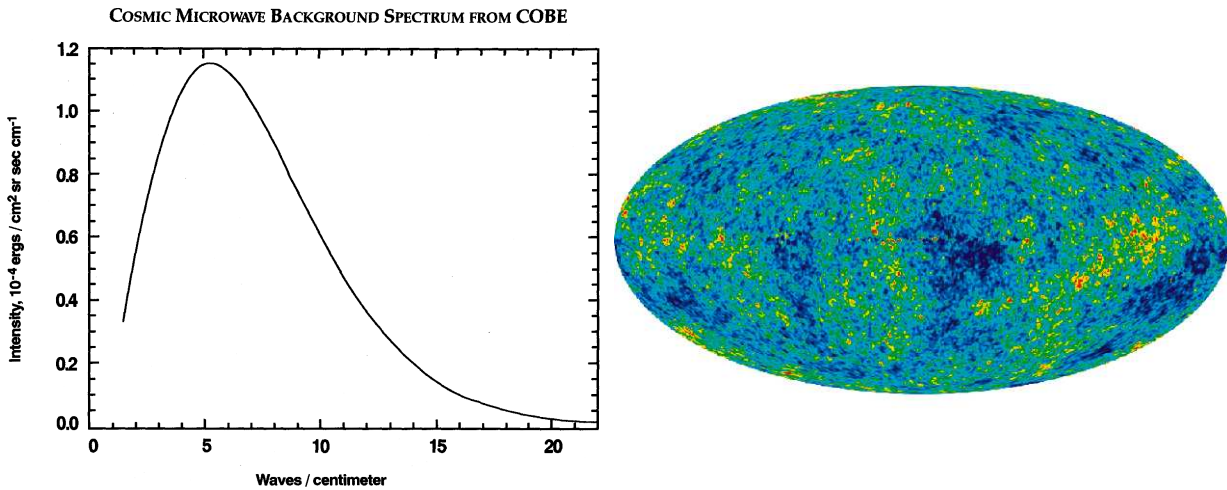 COSMIC MICROWAVE BACKGROUND SPECTRUM FROM COBE
1.2
1.0
0.8
0.6
0.4
0.2
0.0
Intensity, 10⁻⁴ ergs / cm² sr sec cm⁻¹
0 5 10 15 20
Waves / centimeter